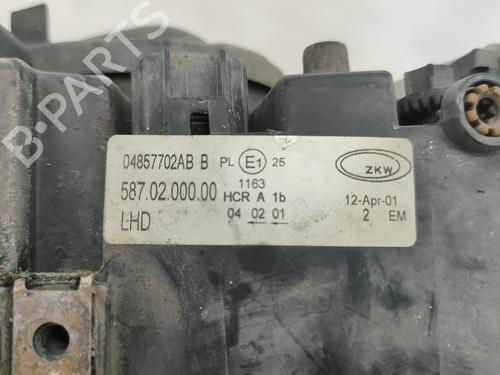 B-PARTS
04857702AB B PL E1 25
1163
587.02.000.00 HCR A 1b
LHD 04 02 01
ZKW
12-Apr-01
2 EM